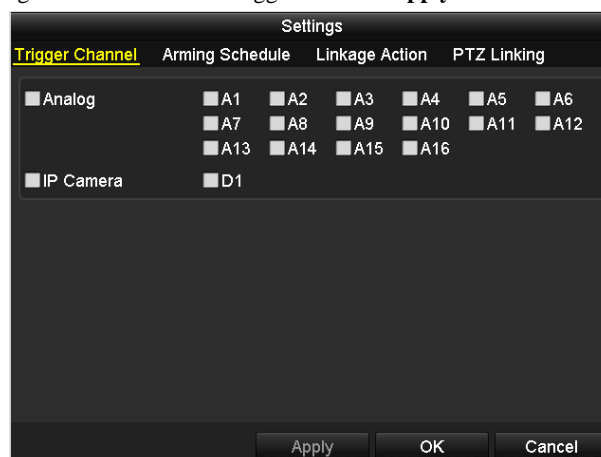 Apply
Settings
Trigger Channel Arming Schedule Linkage Action PTZ Linking
Analog A1 A2 A3 A4 A5 A6
A7 A8 A9 A10 A11 A12
A13 A14 A15 A16
IP Camera D1
Apply OK Cancel